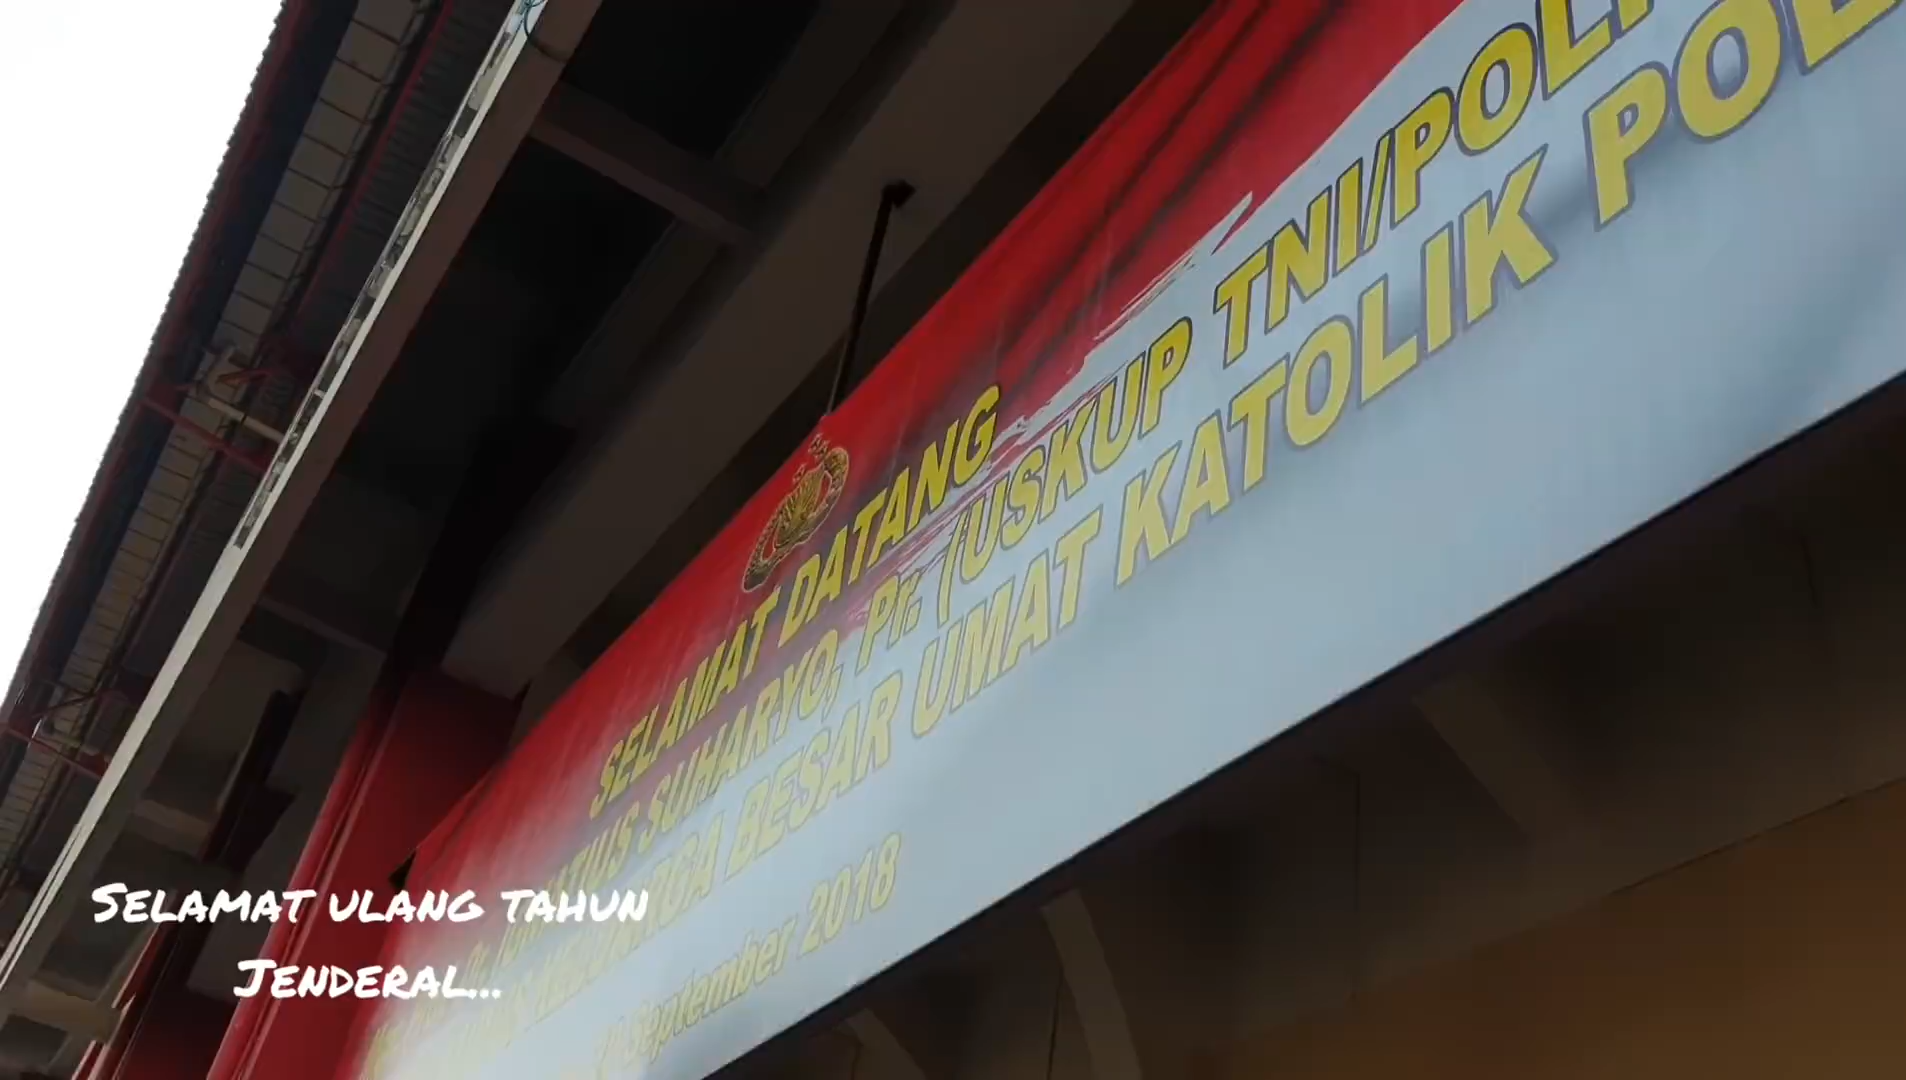 SELAMAT DATANG
SUHARYO, Pr. (USKUP TNI/POL
BESAR UMAT KATOLIK POL
September 2018
SELAMAT ULANG TAHUN
JENDERAL...